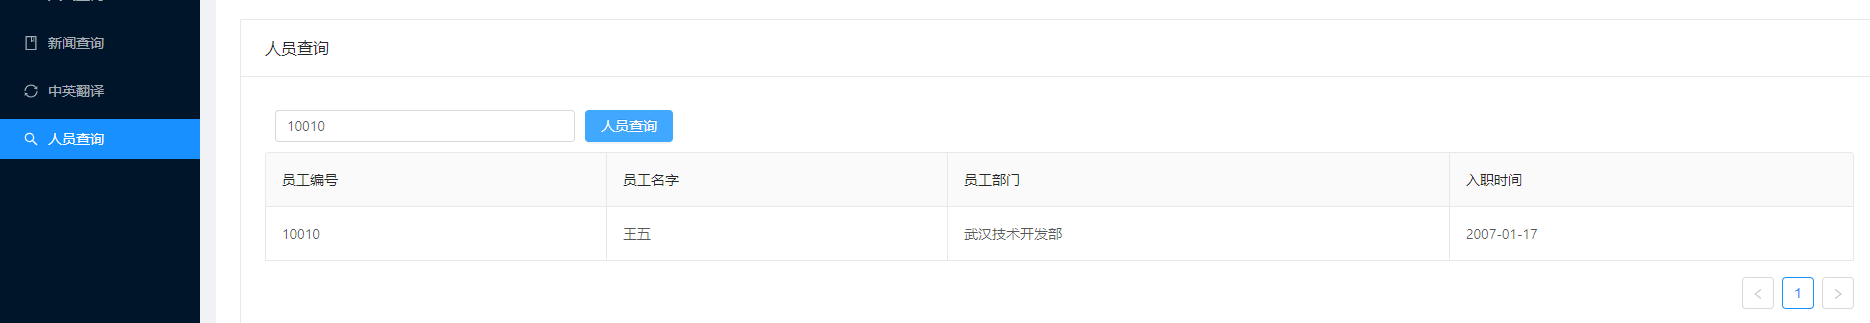 新闻查询
中英翻译
人员查询
人员查询
10010 人员查询
员工编号 员工名字 员工部门 入职时间
10010 王五 武汉技术开发部 2007-01-17
< 1 >